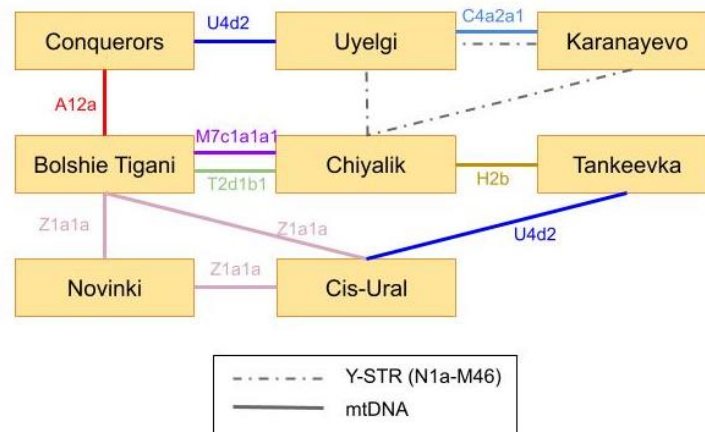 U4d2
C4a2a1
Conquerors
Uyelgi
Karanayevo
A12a
M7c1a1a1
Bolshie Tigani
Chiyalik
Tankeevka
T2d1b1
H2b
Z1a1a
Z1a1a
U4d2
Z1a1a
Novinki
Cis-Ural
Y-STR (N1a-M46)
mtDNA